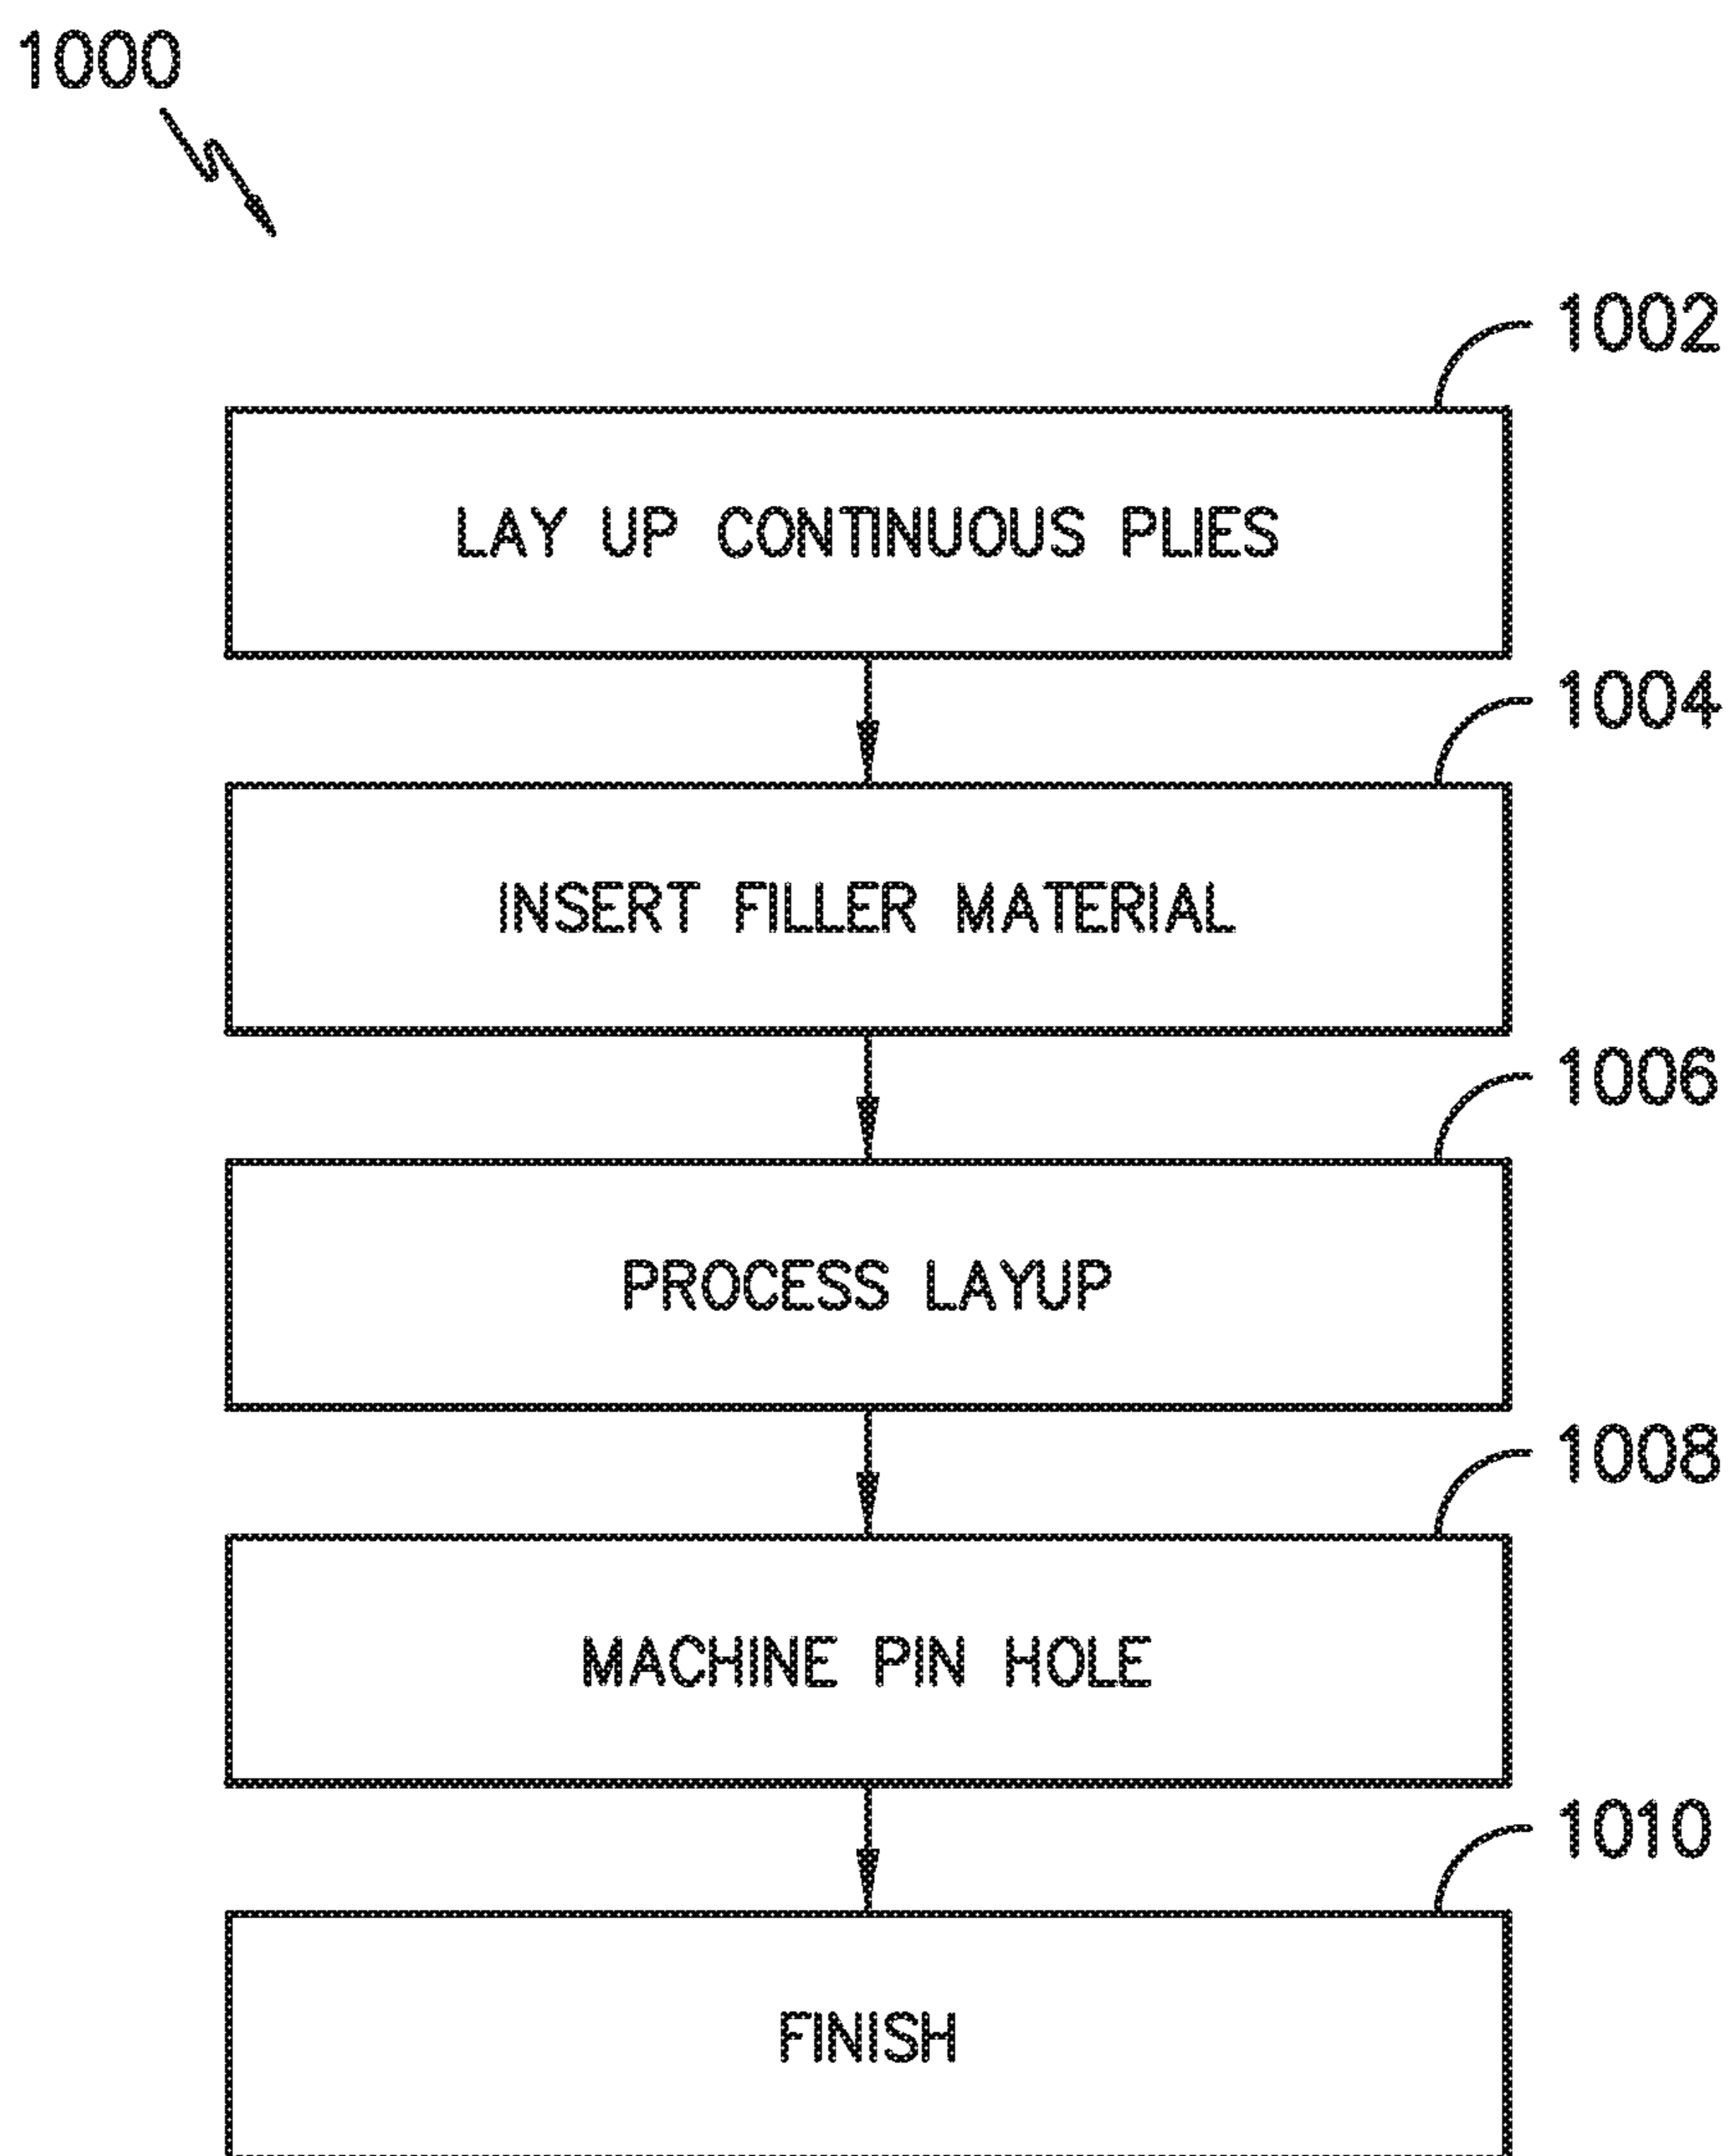 1000
1002
LAY UP CONTINUOUS PLIES
1004
INSERT FILLER MATERIAL
1006
PROCESS LAYUP
1008
MACHINE PIN HOLE
1010
FINISH